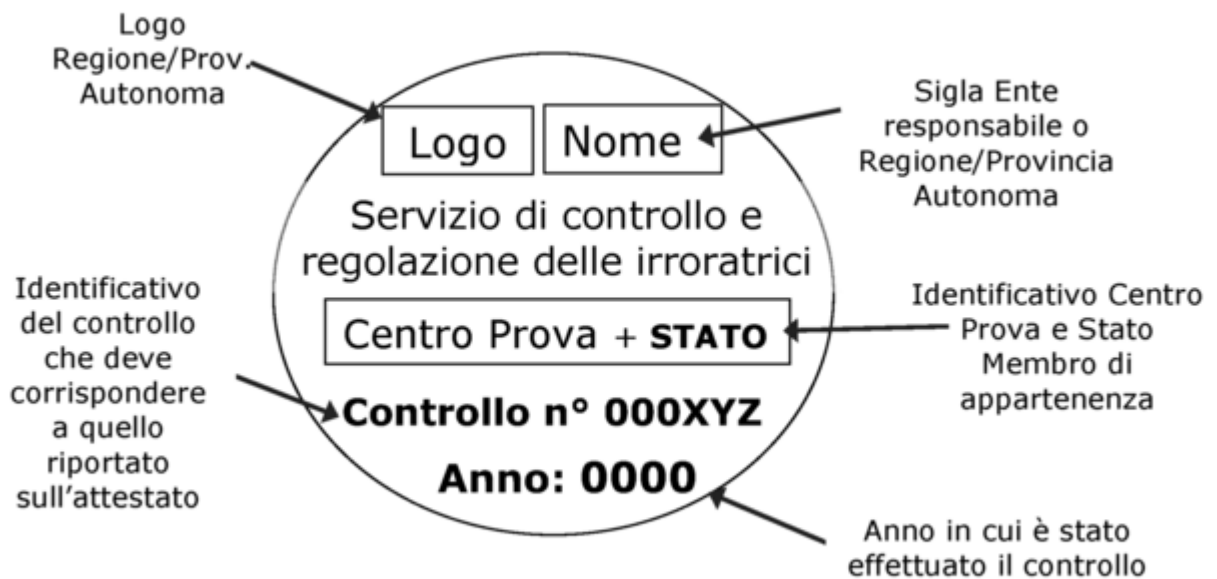 Logo
Regione/Prov.
Autonoma
Sigla Ente
responsabile o
Regione/Provincia
Autonoma
Logo
Nome
Servizio di controllo e
regolazione delle irroratrici
Centro Prova + STATO
Controllo n° 000XYZ
Anno: 0000
Identificativo
del controllo
che deve
corrispondere
a quello
riportato
sull'attestato
Identificativo Centro
Prova e Stato
Membro di
appartenenza
Anno in cui è stato
effettuato il controllo